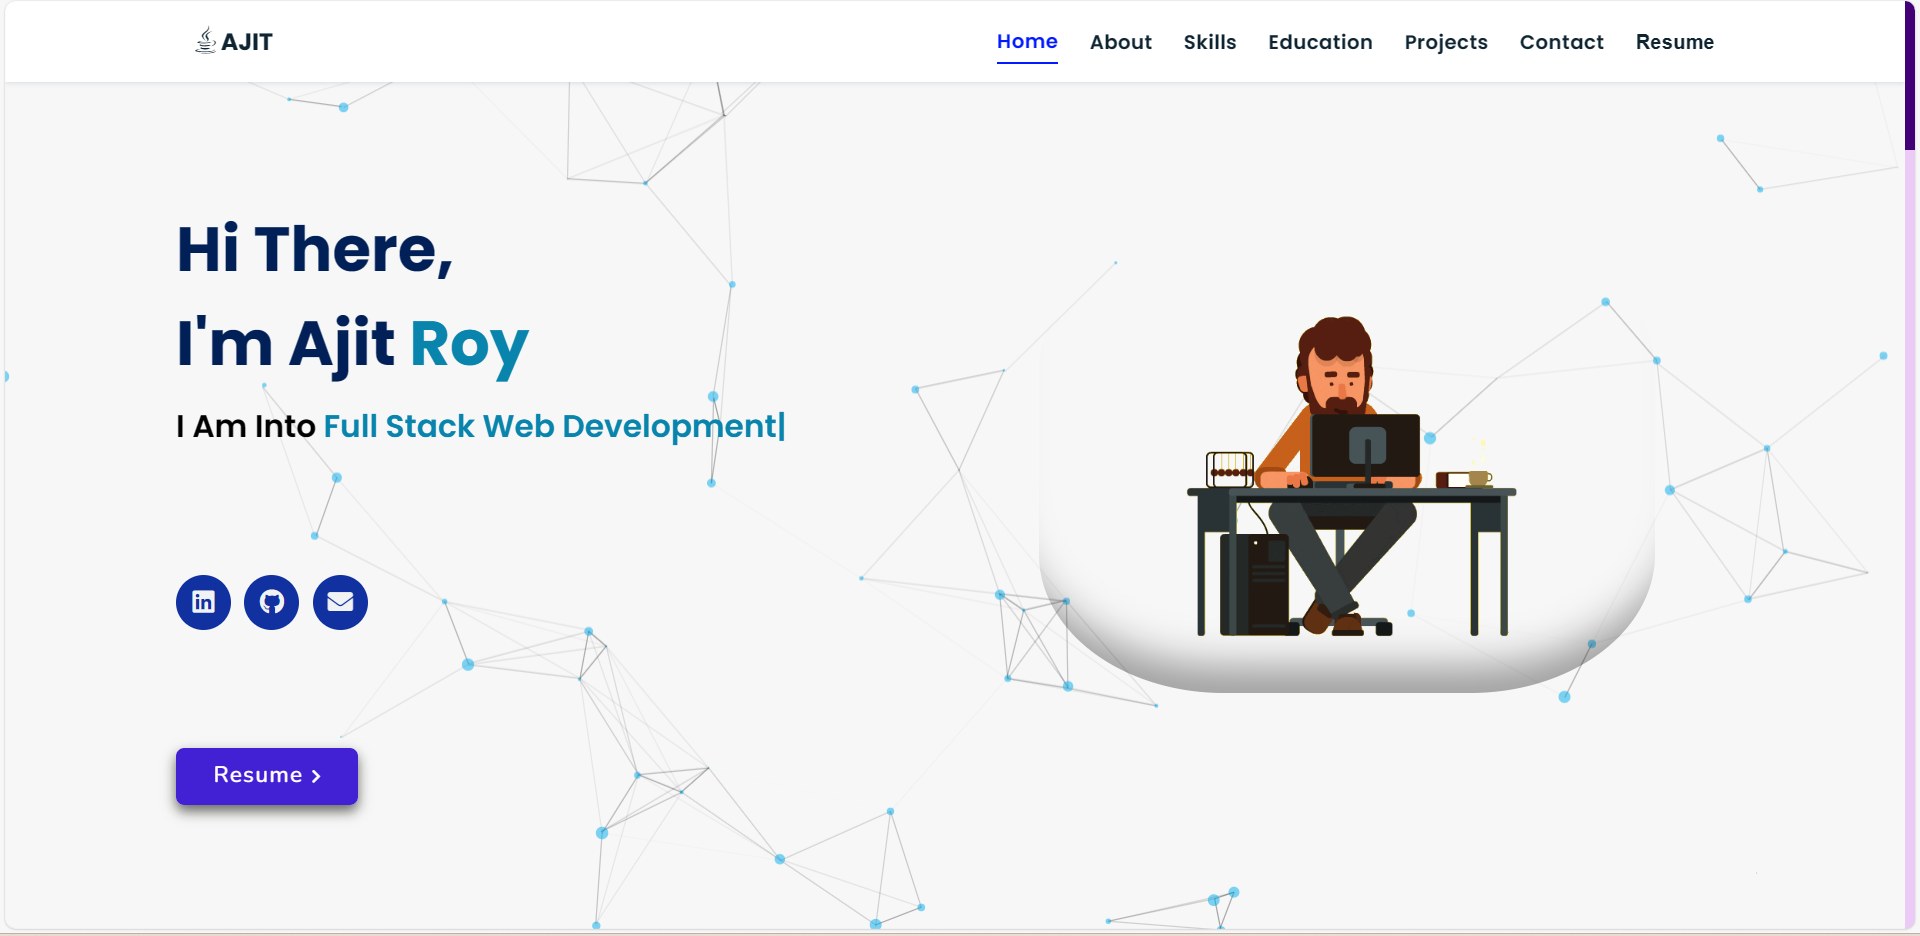 AJIT
Home About Skills Education Projects Contact Resume
Hi There,
I'm Ajit Roy
I Am Into Full Stack Web Development|
in
Resume